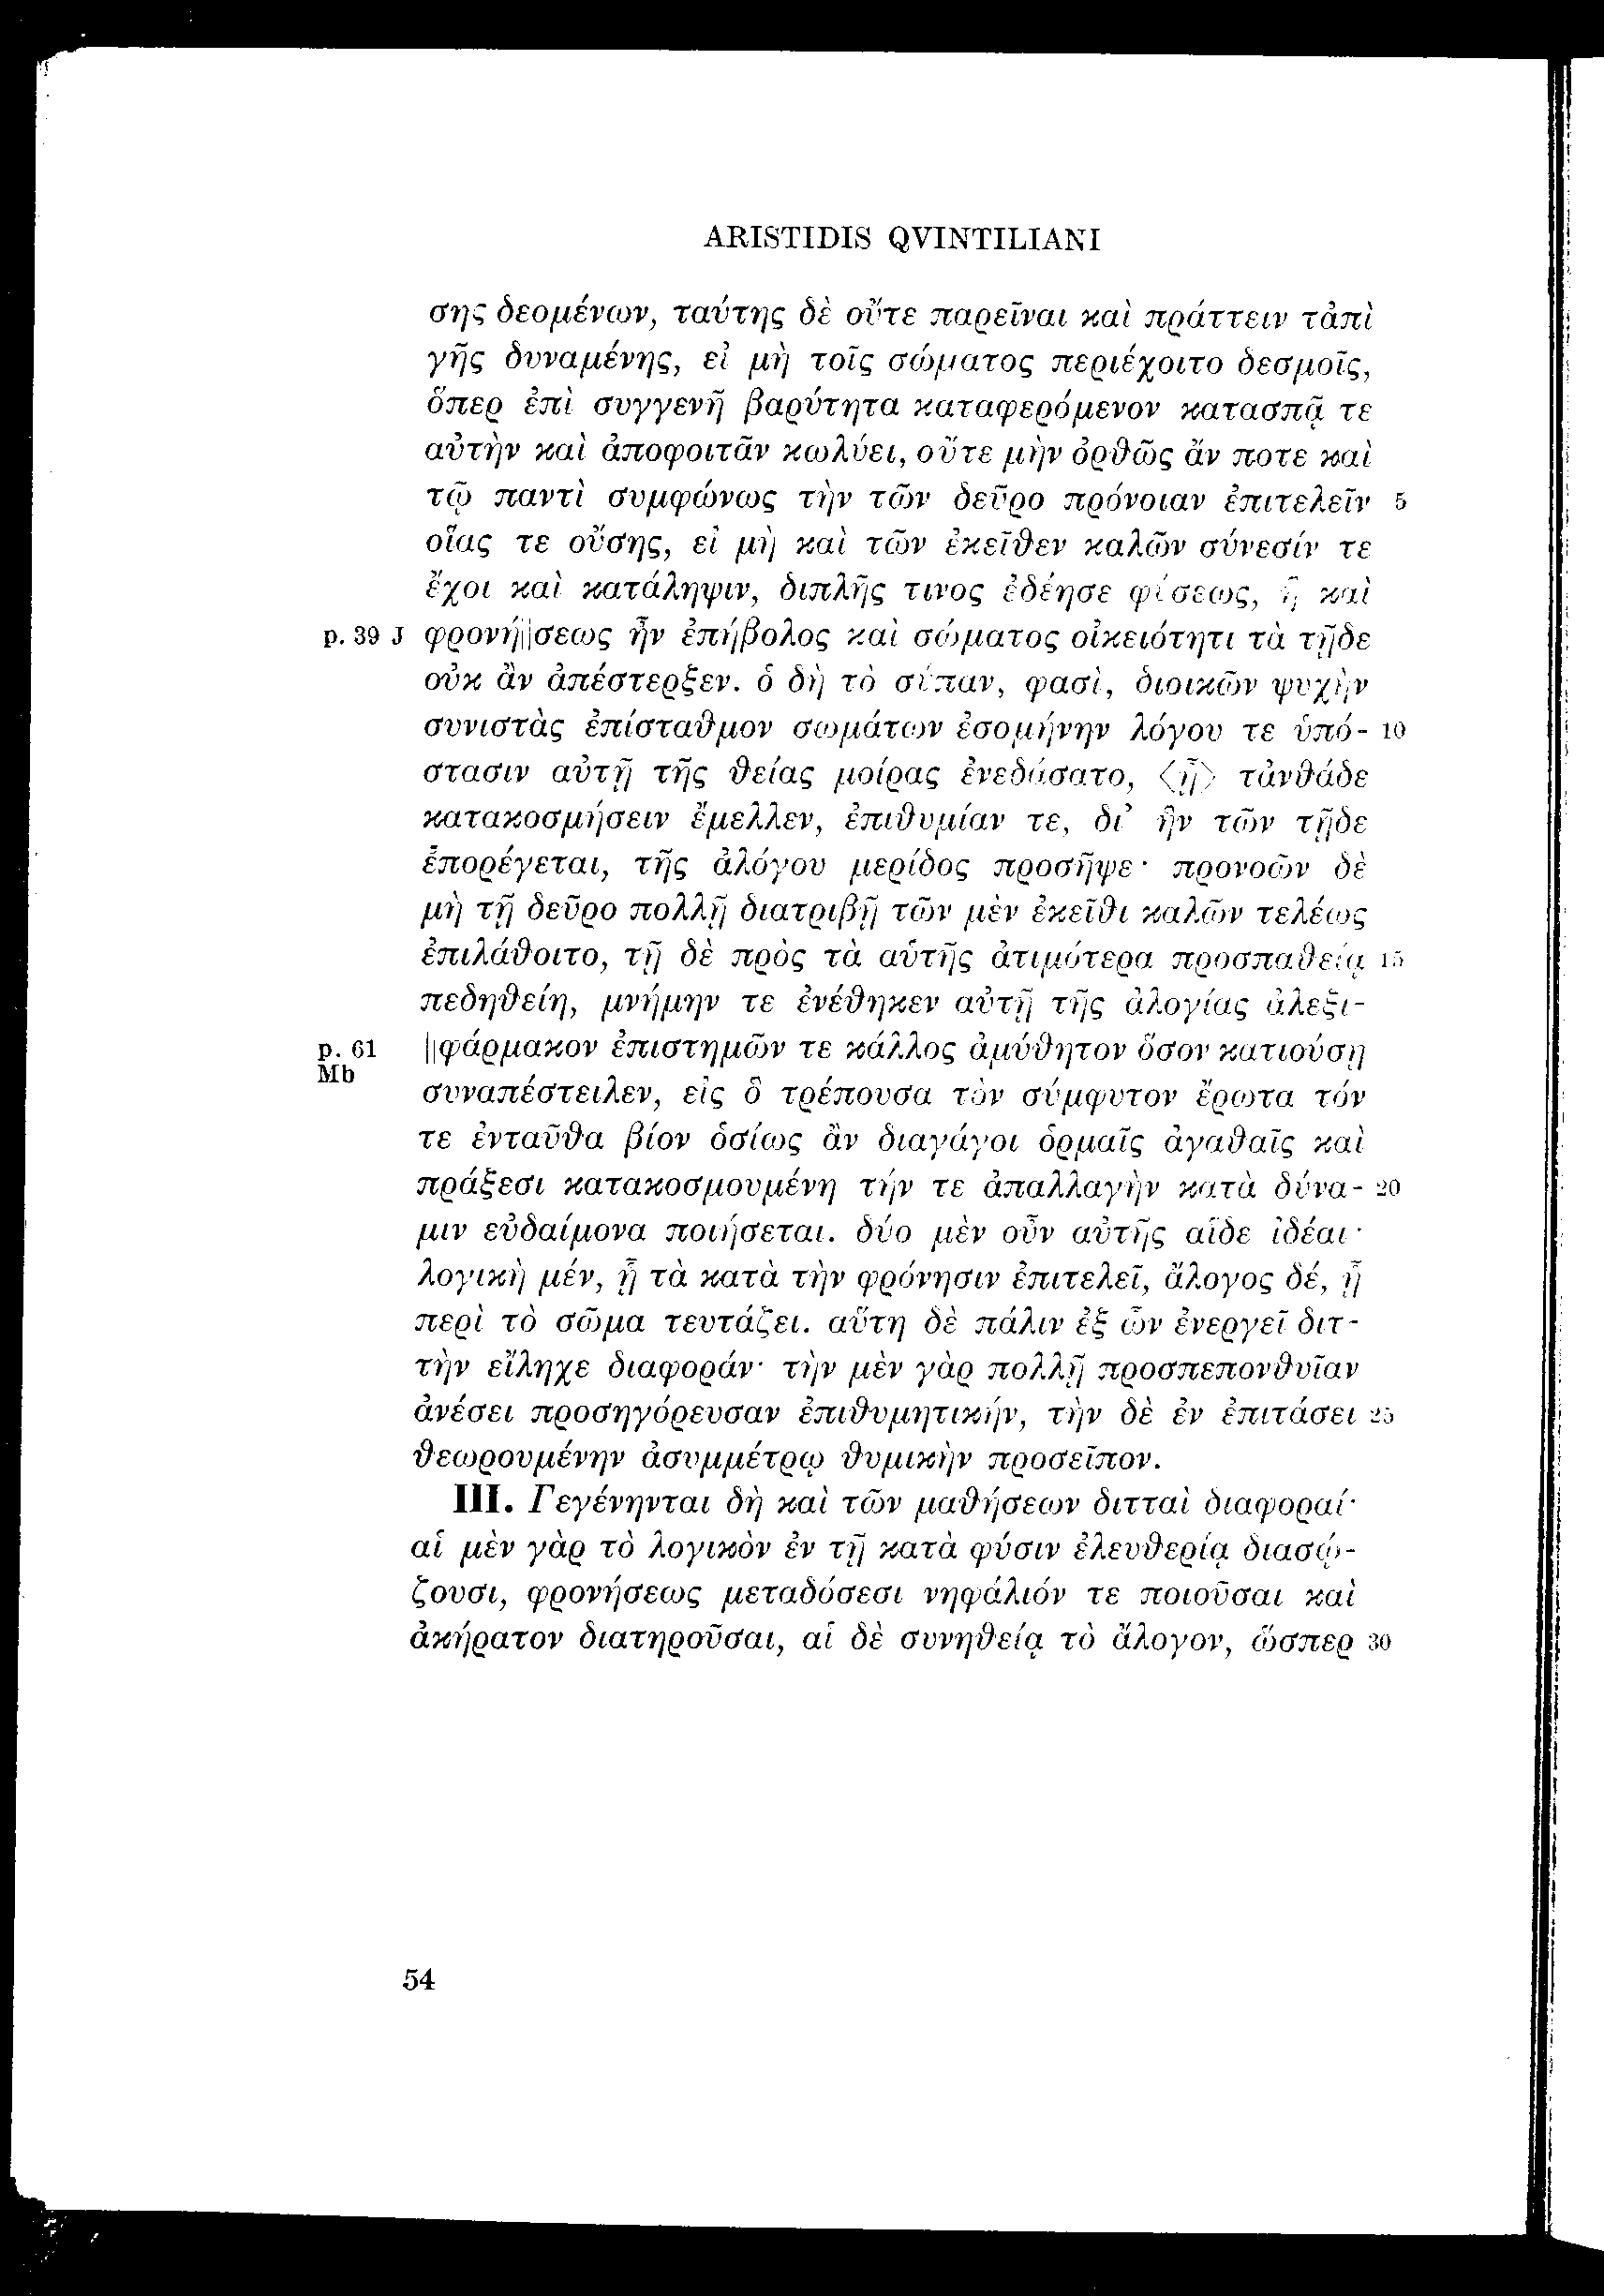 ARISTIDIS QVINTILIANI
σης δεομένων, ταύτης δὲ οὔτε παρεῖναι καὶ πράττειν τἀπὶ
γῆς δυναμένης, εἰ μὴ τοῖς σώματος περιέχοιτο δεσμοῖς,
ὅπερ ἐπὶ συγγενῆ βαρύτητα καταφερόμενον κατασπᾷ τε
αὐτὴν καὶ ἀποφοιτᾶν κωλύει, οὔτε μὴν ὀρθῶς ἄν ποτε καὶ
τῷ παντὶ συμφώνως τὴν τῶν δεῦρο πρόνοιαν ἐπιτελεῖν 5
οἵας τε οὔσης, εἰ μὴ καὶ τῶν ἐκεῖθεν καλῶν σύνεσίν τε
ἔχοι καὶ κατάληψιν, διπλῆς τινος ἐδέησε φύσεως, ἣ καὶ
p. 39 J φρονή||σεως ἦν ἐπήβολος καὶ σώματος οἰκειότητι τὰ τῇδε
οὐκ ἂν ἀπέστερξεν. ὁ δὴ τὸ σύπαν, φασὶ, διοικῶν ψυχὴν
συνιστὰς ἐπίσταθμον σωμάτων ἐσομήνην λόγου τε ὑπό- 10
στασιν αὐτῇ τῆς θείας μοίρας ἐνεδύσατο, 〈ᾗ〉 τἀνθάδε
κατακοσμήσειν ἔμελλεν, ἐπιθυμίαν τε, δι’ ἣν τῶν τῇδε
ἐπορέγεται, τῆς ἀλόγου μερίδος προσῆψε· προνοῶν δὲ
μὴ τῇ δεῦρο πολλῇ διατριβῇ τῶν μὲν ἐκεῖθι καλῶν τελέως
ἐπιλάθοιτο, τῇ δὲ πρὸς τὰ αὑτῆς ἀτιμότερα προσπαθείᾳ 15
πεδηθείη, μνήμην τε ἐνέθηκεν αὐτῇ τῆς ἀλογίας ἀλεξι-
p. 61 Mb ||φάρμακον ἐπιστημῶν τε κάλλος ἀμύθητον ὅσον κατιούσῃ
συναπέστειλεν, εἰς ὃ τρέπουσα τὸν σύμφυτον ἔρωτα τόν
τε ἐνταῦθα βίον ὁσίως ἂν διαγάγοι ὁρμαῖς ἀγαθαῖς καὶ
πράξεσι κατακοσμουμένη τήν τε ἀπαλλαγὴν κατὰ δύνα- 20
μιν εὐδαίμονα ποιήσεται. δύο μὲν οὖν αὐτῆς αἵδε ἰδέαι·
λογικὴ μέν, ᾗ τὰ κατὰ τὴν φρόνησιν ἐπιτελεῖ, ἄλογος δέ, ᾗ
περὶ τὸ σῶμα τευτάζει. αὕτη δὲ πάλιν ἐξ ὧν ἐνεργεῖ διτ-
τὴν εἴληχε διαφοράν· τὴν μὲν γὰρ πολλῇ προσπεπονθυῖαν
ἀνέσει προσηγόρευσαν ἐπιθυμητικήν, τὴν δὲ ἐν ἐπιτάσει 25
θεωρουμένην ἀσυμμέτρῳ θυμικὴν προσεῖπον.
III. Γεγένηνται δὴ καὶ τῶν μαθήσεων διτταὶ διαφοραί·
αἱ μὲν γὰρ τὸ λογικὸν ἐν τῇ κατὰ φύσιν ἐλευθερίᾳ διασῴ-
ζουσι, φρονήσεως μεταδόσεσι νηφάλιόν τε ποιοῦσαι καὶ
ἀκήρατον διατηροῦσαι, αἱ δὲ συνηθείᾳ τὸ ἄλογον, ὥσπερ 30
54